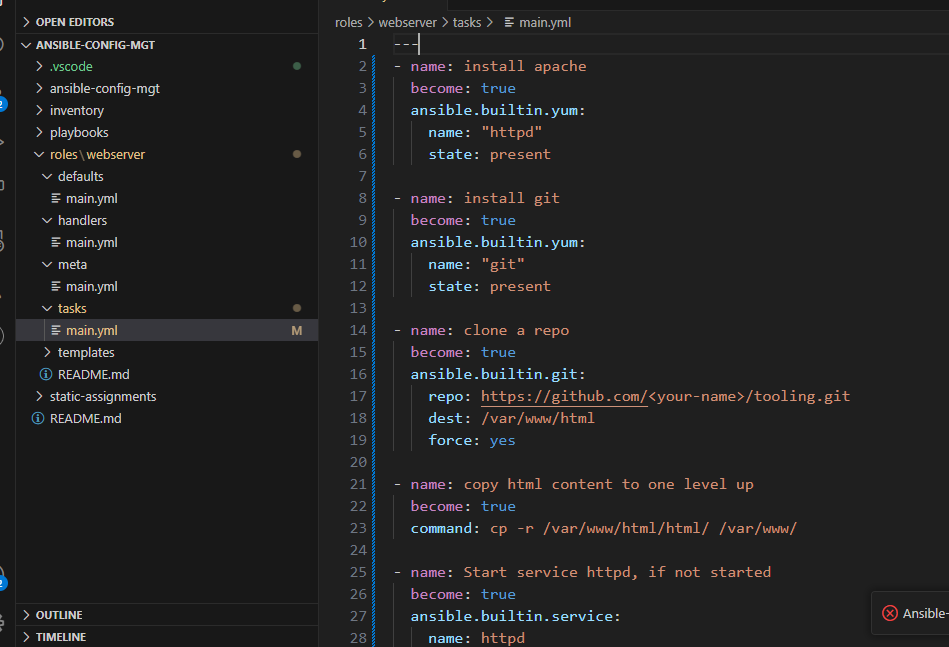 OPEN EDITORS
ANSIBLE-CONFIG-MGT
.vscode
ansible-config-mgt
inventory
playbooks
roles\webserver
defaults
main.yml
handlers
main.yml
meta
main.yml
tasks
main.yml M
templates
README.md
static-assignments
README.md
OUTLINE
TIMELINE
roles > webserver > tasks > main.yml
1 ---
2 - name: install apache
3 become: true
4 ansible.builtin.yum:
5 name: "httpd"
6 state: present
7
8 - name: install git
9 become: true
10 ansible.builtin.yum:
11 name: "git"
12 state: present
13
14 - name: clone a repo
15 become: true
16 ansible.builtin.git:
17 repo: https://github.com/<your-name>/tooling.git
18 dest: /var/www/html
19 force: yes
20
21 - name: copy html content to one level up
22 become: true
23 command: cp -r /var/www/html/html/ /var/www/
24
25 - name: Start service httpd, if not started
26 become: true
27 ansible.builtin.service:
28 name: httpd
Ansible-